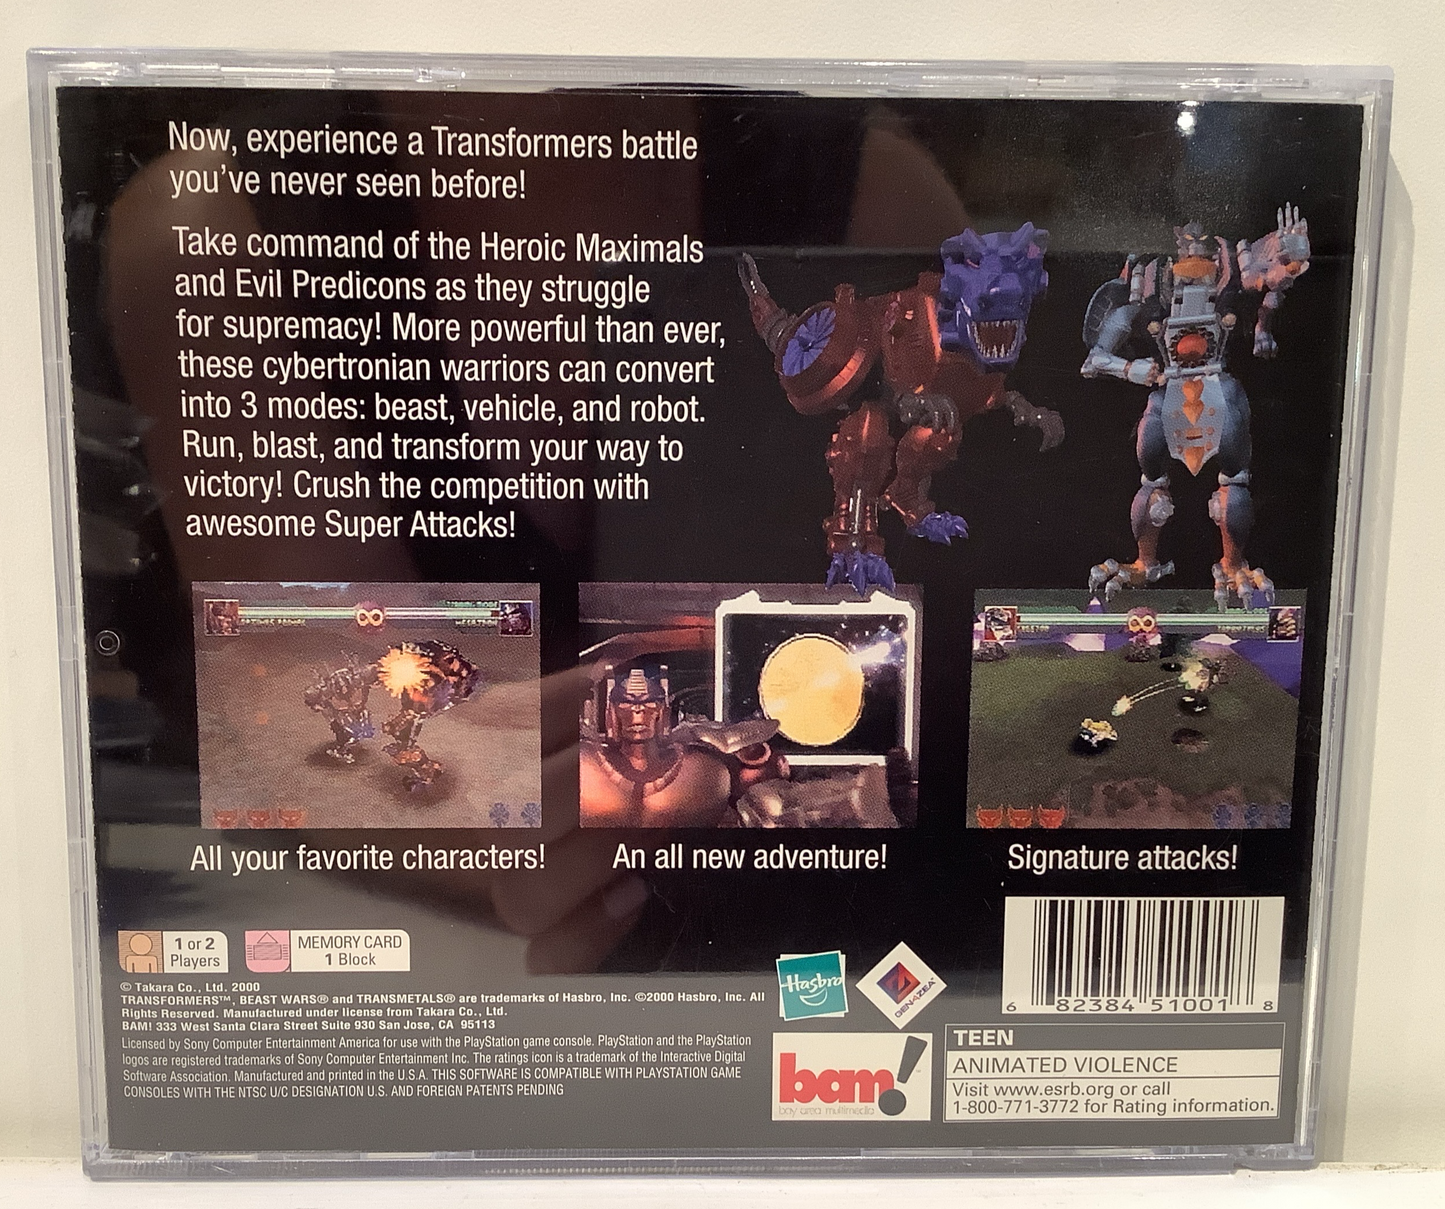 Now, experience a Transformers battle
you've never seen before!
Take command of the Heroic Maximals
and Evil Predicons as they struggle
for supremacy! More powerful than ever,
these cybertronian warriors can convert
into 3 modes: beast, vehicle, and robot.
Run, blast, and transform your way to
victory! Crush the competition with
awesome Super Attacks!
All your favorite characters!
An all new adventure!
Signature attacks!
1 or 2
Players
MEMORY CARD
1 Block
© Takara Co., Ltd. 2000
TRANSFORMERS™, BEAST WARS® and TRANSMETALS® are trademarks of Hasbro, Inc. ©2000 Hasbro, Inc. All
Rights Reserved. Manufactured under license from Takara Co., Ltd.
BAM! 333 West Santa Clara Street Suite 930 San Jose, CA 95113
Licensed by Sony Computer Entertainment America for use with the PlayStation game console. PlayStation and the PlayStation
logos are registered trademarks of Sony Computer Entertainment Inc. The ratings icon is a trademark of the Interactive Digital
Software Association. Manufactured and printed in the U.S.A. THIS SOFTWARE IS COMPATIBLE WITH PLAYSTATION GAME
CONSOLES WITH THE NTSC U/C DESIGNATION U.S. AND FOREIGN PATENTS PENDING
Hasbro
GEN4ZEA
bam!
bay area multimedia
6 82384 51001 8
TEEN
ANIMATED VIOLENCE
Visit www.esrb.org or call
1-800-771-3772 for Rating information.